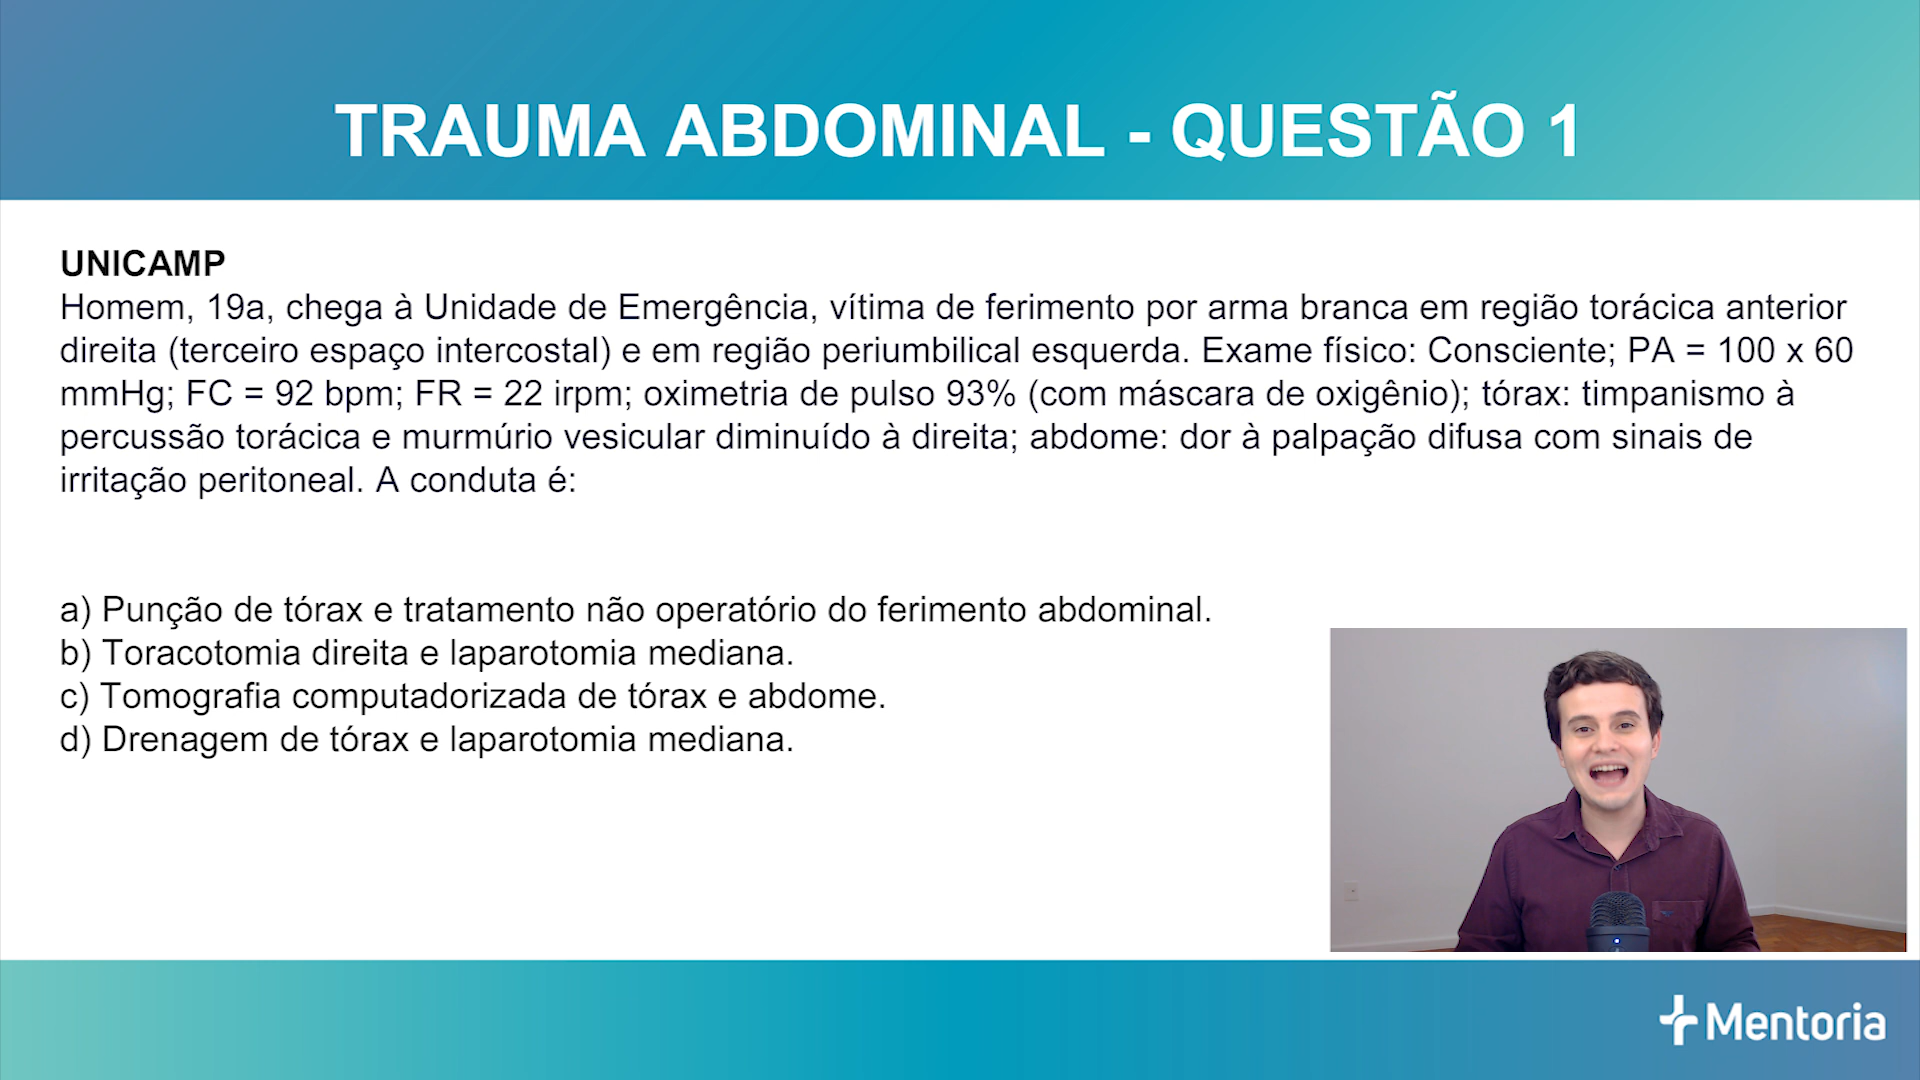 TRAUMA ABDOMINAL - QUESTÃO 1
UNICAMP
Homem, 19a, chega à Unidade de Emergência, vítima de ferimento por arma branca em região torácica anterior
direita (terceiro espaço intercostal) e em região periumbilical esquerda. Exame físico: Consciente; PA = 100 x 60
mmHg; FC = 92 bpm; FR = 22 irpm; oximetria de pulso 93% (com máscara de oxigênio); tórax: timpanismo à
percussão torácica e murmúrio vesicular diminuído à direita; abdome: dor à palpação difusa com sinais de
irritação peritoneal. A conduta é:
a) Punção de tórax e tratamento não operatório do ferimento abdominal.
b) Toracotomia direita e laparotomia mediana.
c) Tomografia computadorizada de tórax e abdome.
d) Drenagem de tórax e laparotomia mediana.
Mentoria